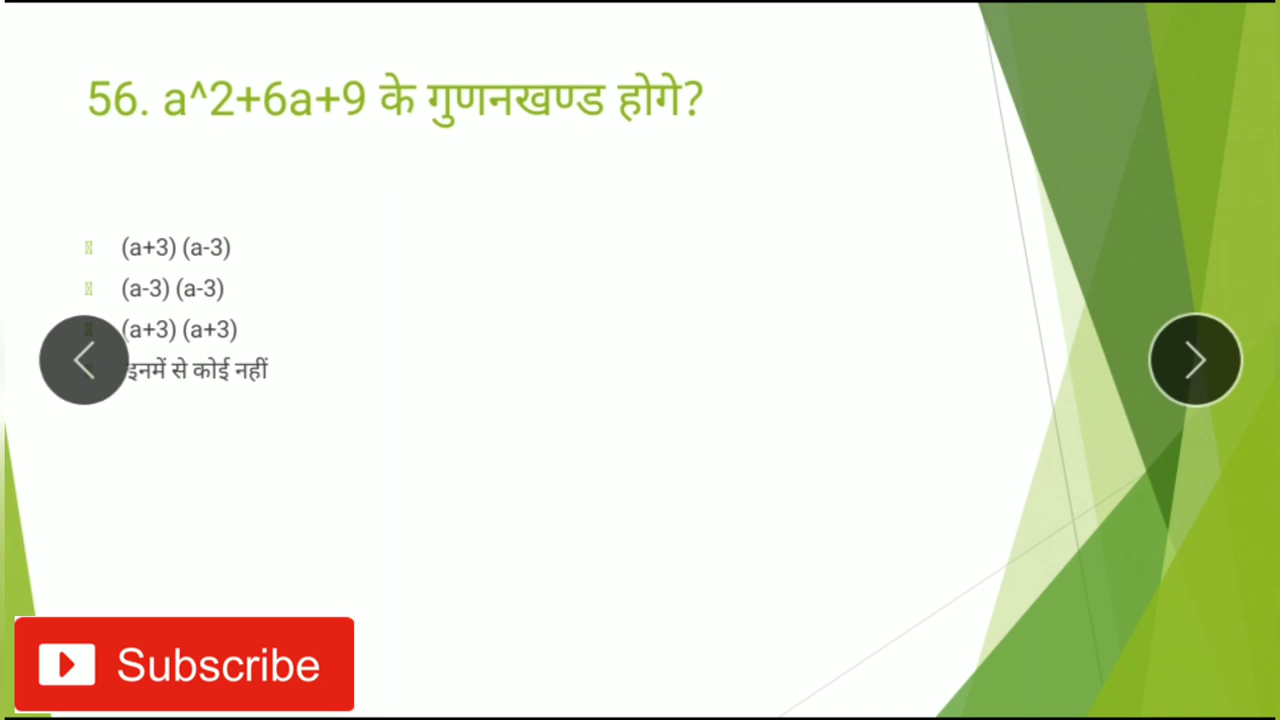 56. a^2+6a+9 के गुणनखण्ड होगे?
(a+3) (a-3)
(a-3) (a-3)
(a+3) (a+3)
इनमें से कोई नहीं
Subscribe